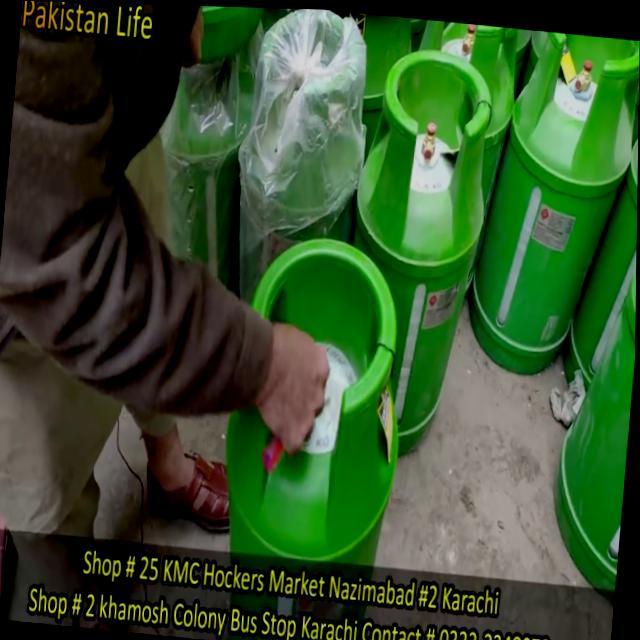 Pakistan Life
Shop # 25 KMC Hockers Market Nazimabad #2 Karachi
Shop # 2 khamosh Colony Bus Stop Karachi Contact #